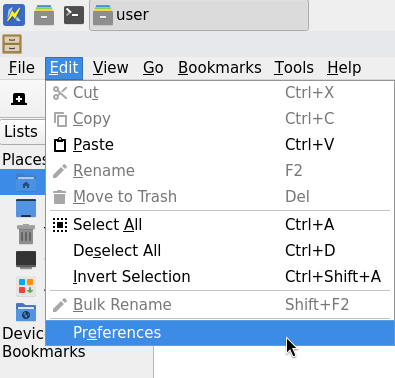 user
File Edit View Go Bookmarks Tools Help
Cut Ctrl+X
Copy Ctrl+C
Paste Ctrl+V
Rename F2
Move to Trash Del
Select All Ctrl+A
Deselect All Ctrl+D
Invert Selection Ctrl+Shift+A
Bulk Rename Shift+F2
Preferences
Lists
Places
Devic
Bookmarks